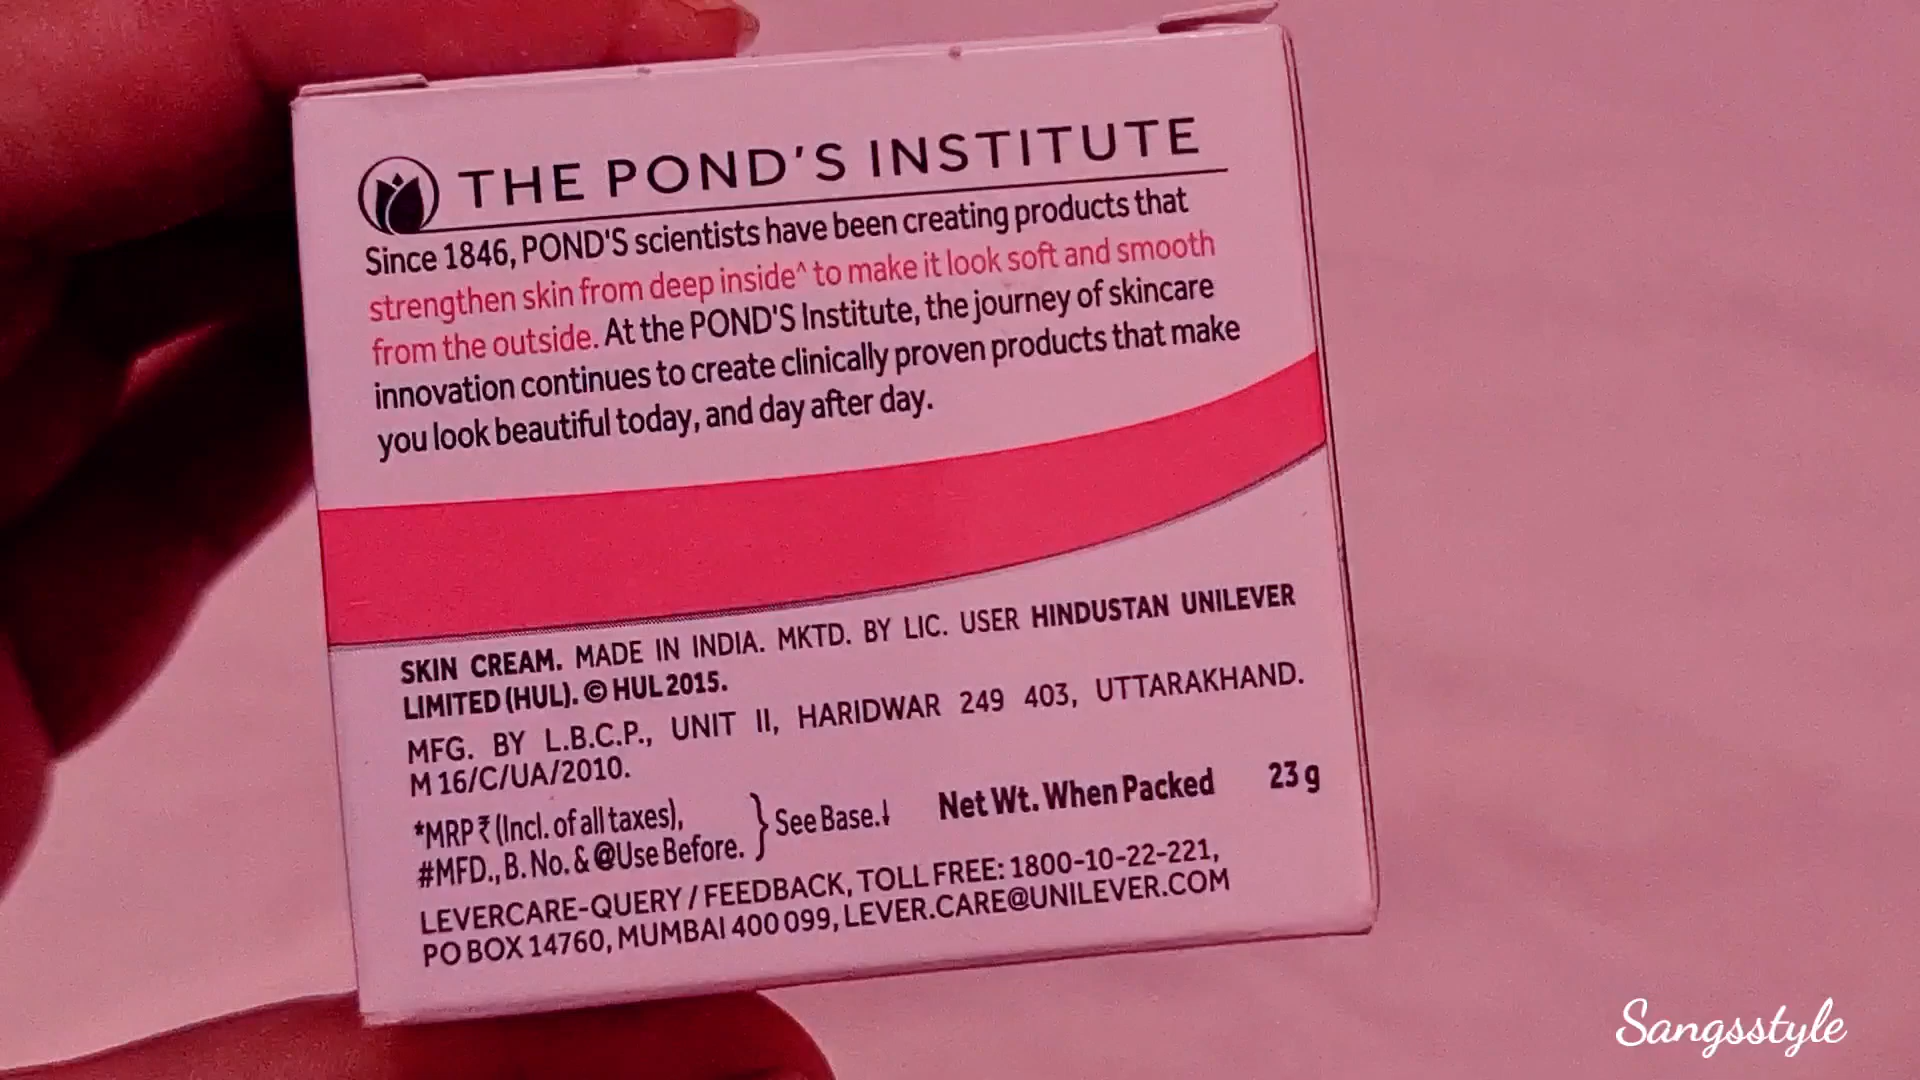 THE POND'S INSTITUTE
Since 1846, POND'S scientists have been creating products that
strengthen skin from deep inside^ to make it look soft and smooth
from the outside. At the POND'S Institute, the journey of skincare
innovation continues to create clinically proven products that make
you look beautiful today, and day after day.
SKIN CREAM. MADE IN INDIA. MKTD. BY LIC. USER HINDUSTAN UNILEVER
LIMITED (HUL). © HUL 2015.
MFG. BY L.B.C.P., UNIT II, HARIDWAR 249 403, UTTARAKHAND.
M 16/C/UA/2010.
*MRP ₹ (Incl. of all taxes),
#MFD., B. No. & @Use Before. } See Base.↓ Net Wt. When Packed 23 g
LEVERCARE-QUERY / FEEDBACK, TOLL FREE: 1800-10-22-221,
PO BOX 14760, MUMBAI 400 099, LEVER.CARE@UNILEVER.COM
Sangsstyle